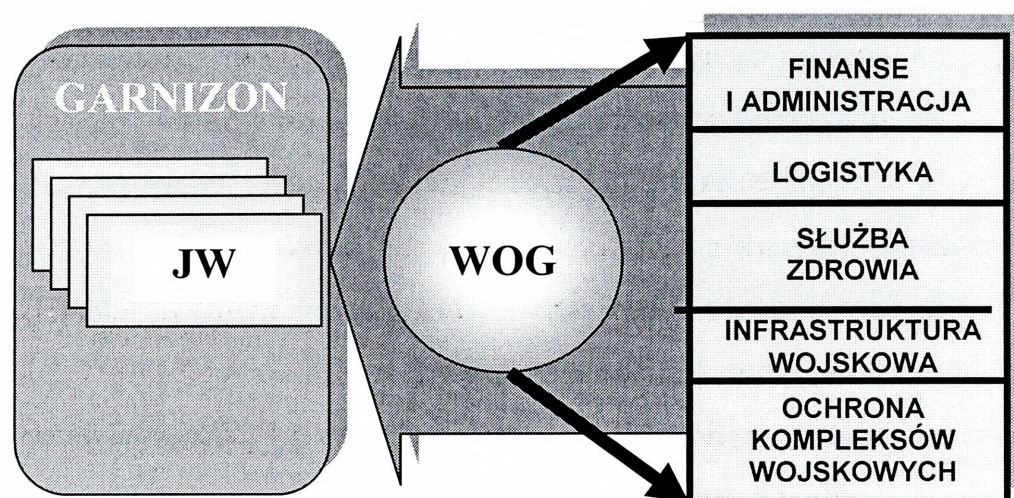 GARNIZON
JW
WOG
FINANSE
I ADMINISTRACJA
LOGISTYKA
SŁUŻBA
ZDROWIA
INFRASTRUKTURA
WOJSKOWA
OCHRONA
KOMPLEKSÓW
WOJSKOWYCH